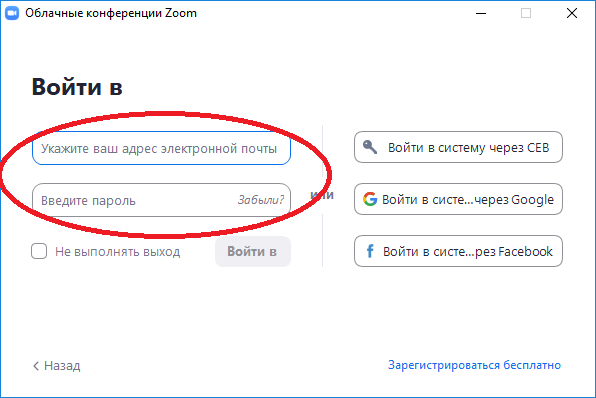 Облачные конференции Zoom
Войти в
Укажите ваш адрес электронной почты
Введите пароль Забыли?
или
Не выполнять выход Войти в
Войти в систему через СЕВ
Войти в систе...через Google
Войти в систе...рез Facebook
Назад
Зарегистрироваться бесплатно